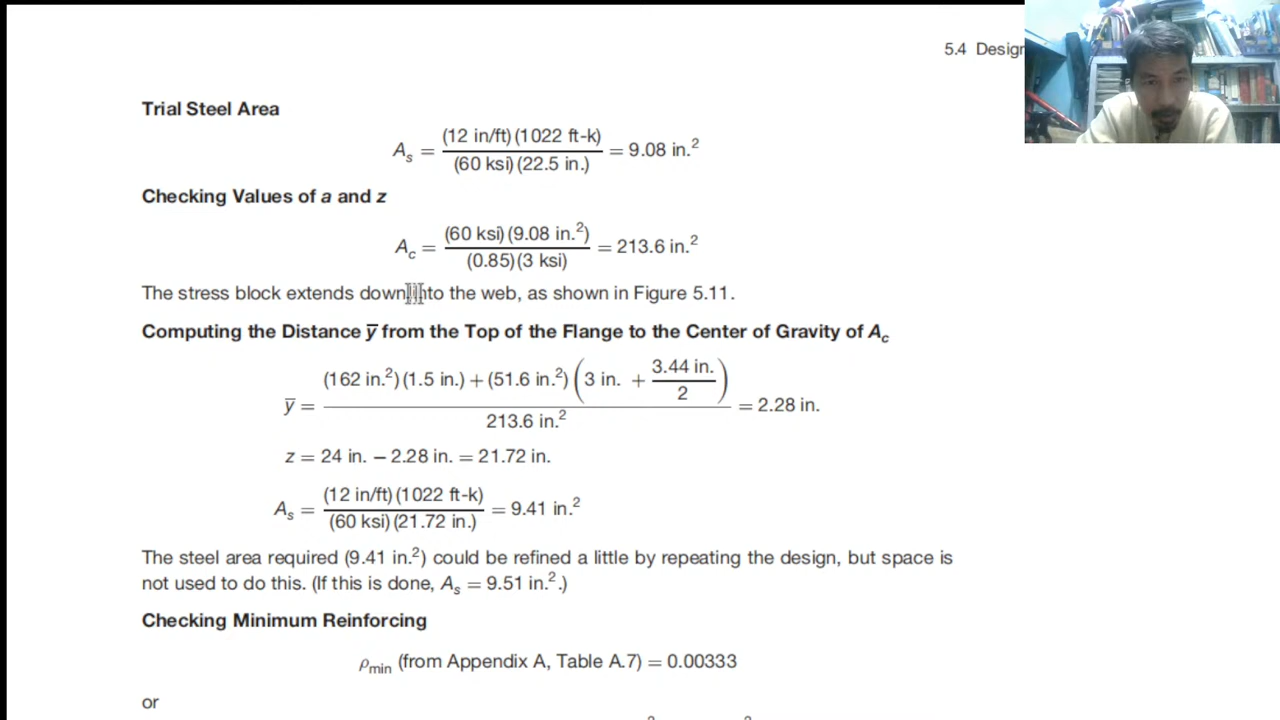 5.4 Design
Trial Steel Area
A_s = (12 in/ft)(1022 ft-k) / (60 ksi)(22.5 in.) = 9.08 in.²
Checking Values of a and z
A_c = (60 ksi)(9.08 in.²) / (0.85)(3 ksi) = 213.6 in.²
The stress block extends down into the web, as shown in Figure 5.11.
Computing the Distance y̅ from the Top of the Flange to the Center of Gravity of A_c
y̅ = (162 in.²)(1.5 in.) + (51.6 in.²)(3 in. + 3.44 in. / 2) / 213.6 in.² = 2.28 in.
z = 24 in. − 2.28 in. = 21.72 in.
A_s = (12 in/ft)(1022 ft-k) / (60 ksi)(21.72 in.) = 9.41 in.²
The steel area required (9.41 in.²) could be refined a little by repeating the design, but space is
not used to do this. (If this is done, A_s = 9.51 in.².)
Checking Minimum Reinforcing
ρ_min (from Appendix A, Table A.7) = 0.00333
or